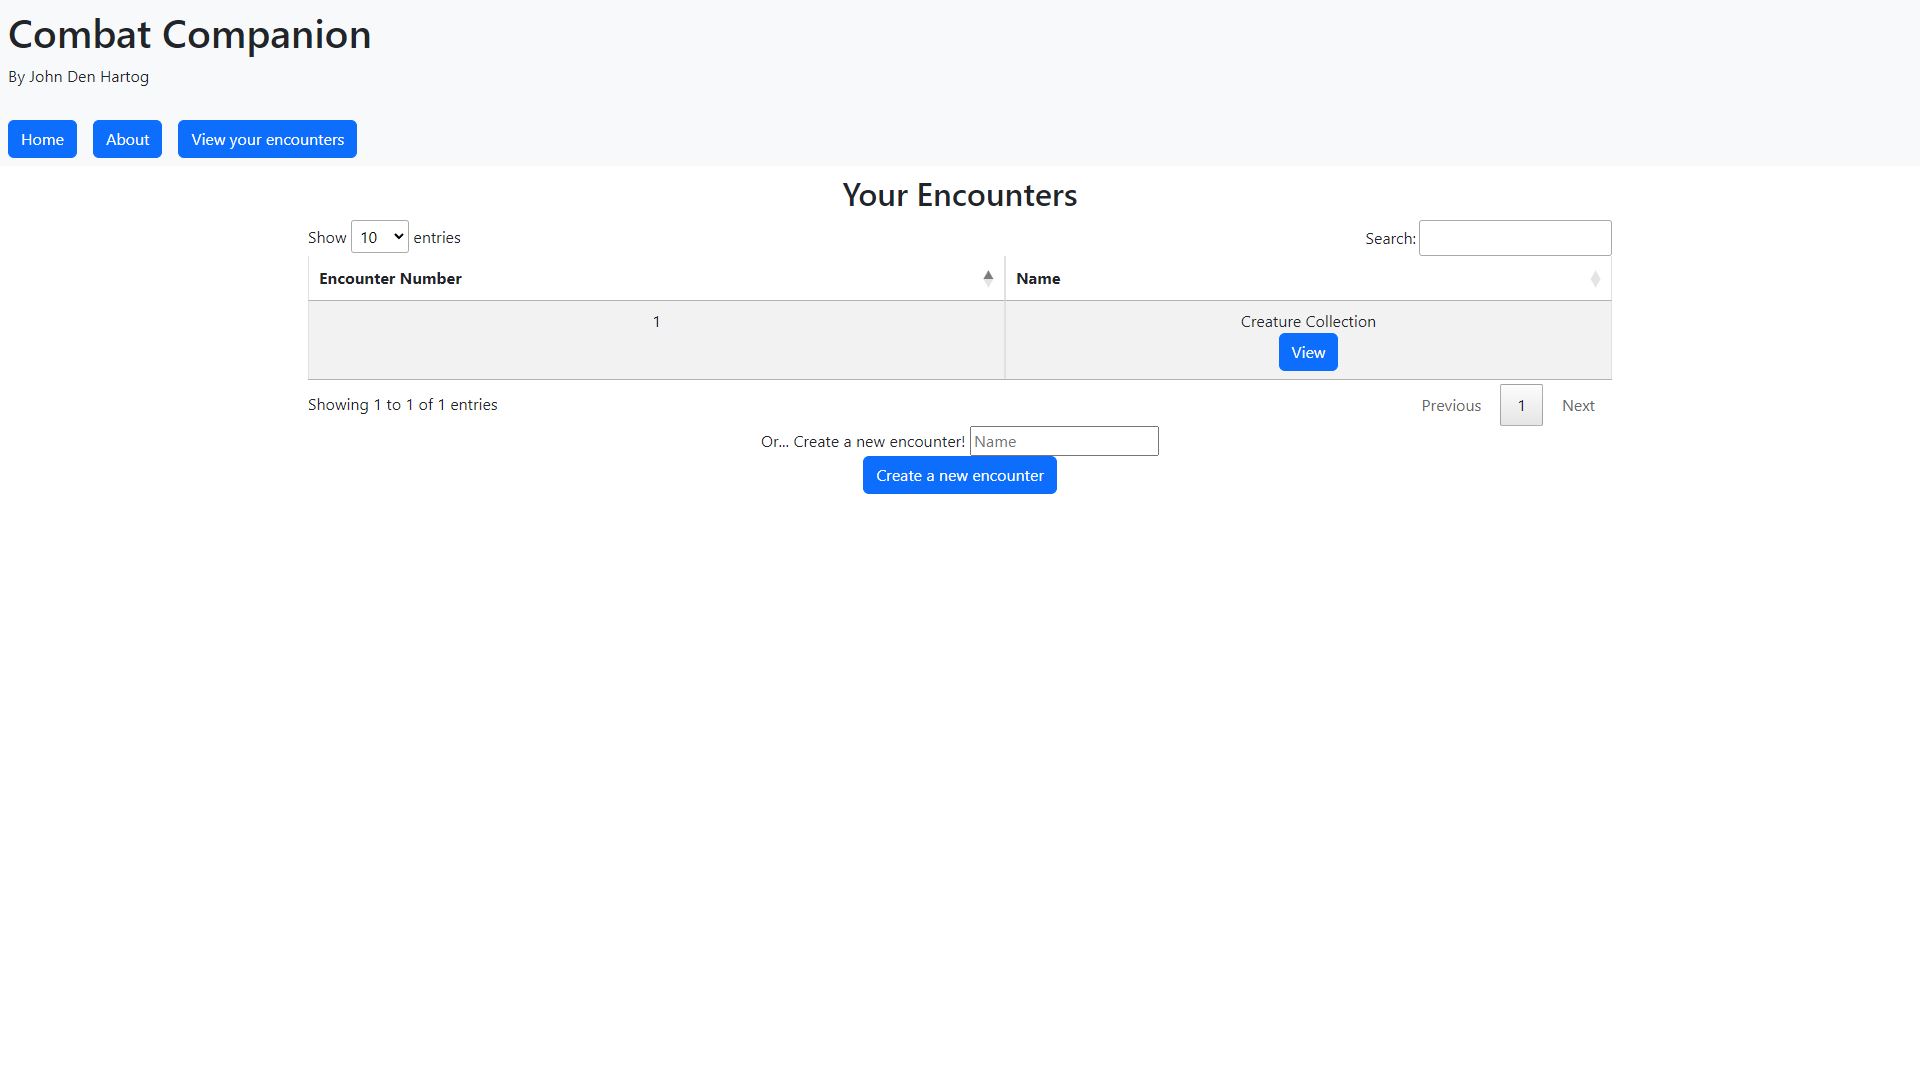 Combat Companion
By John Den Hartog
Home About View your encounters
Your Encounters
Show 10 entries Search:
Encounter Number Name
1 Creature Collection
View
Showing 1 to 1 of 1 entries Previous 1 Next
Or... Create a new encounter! Name
Create a new encounter